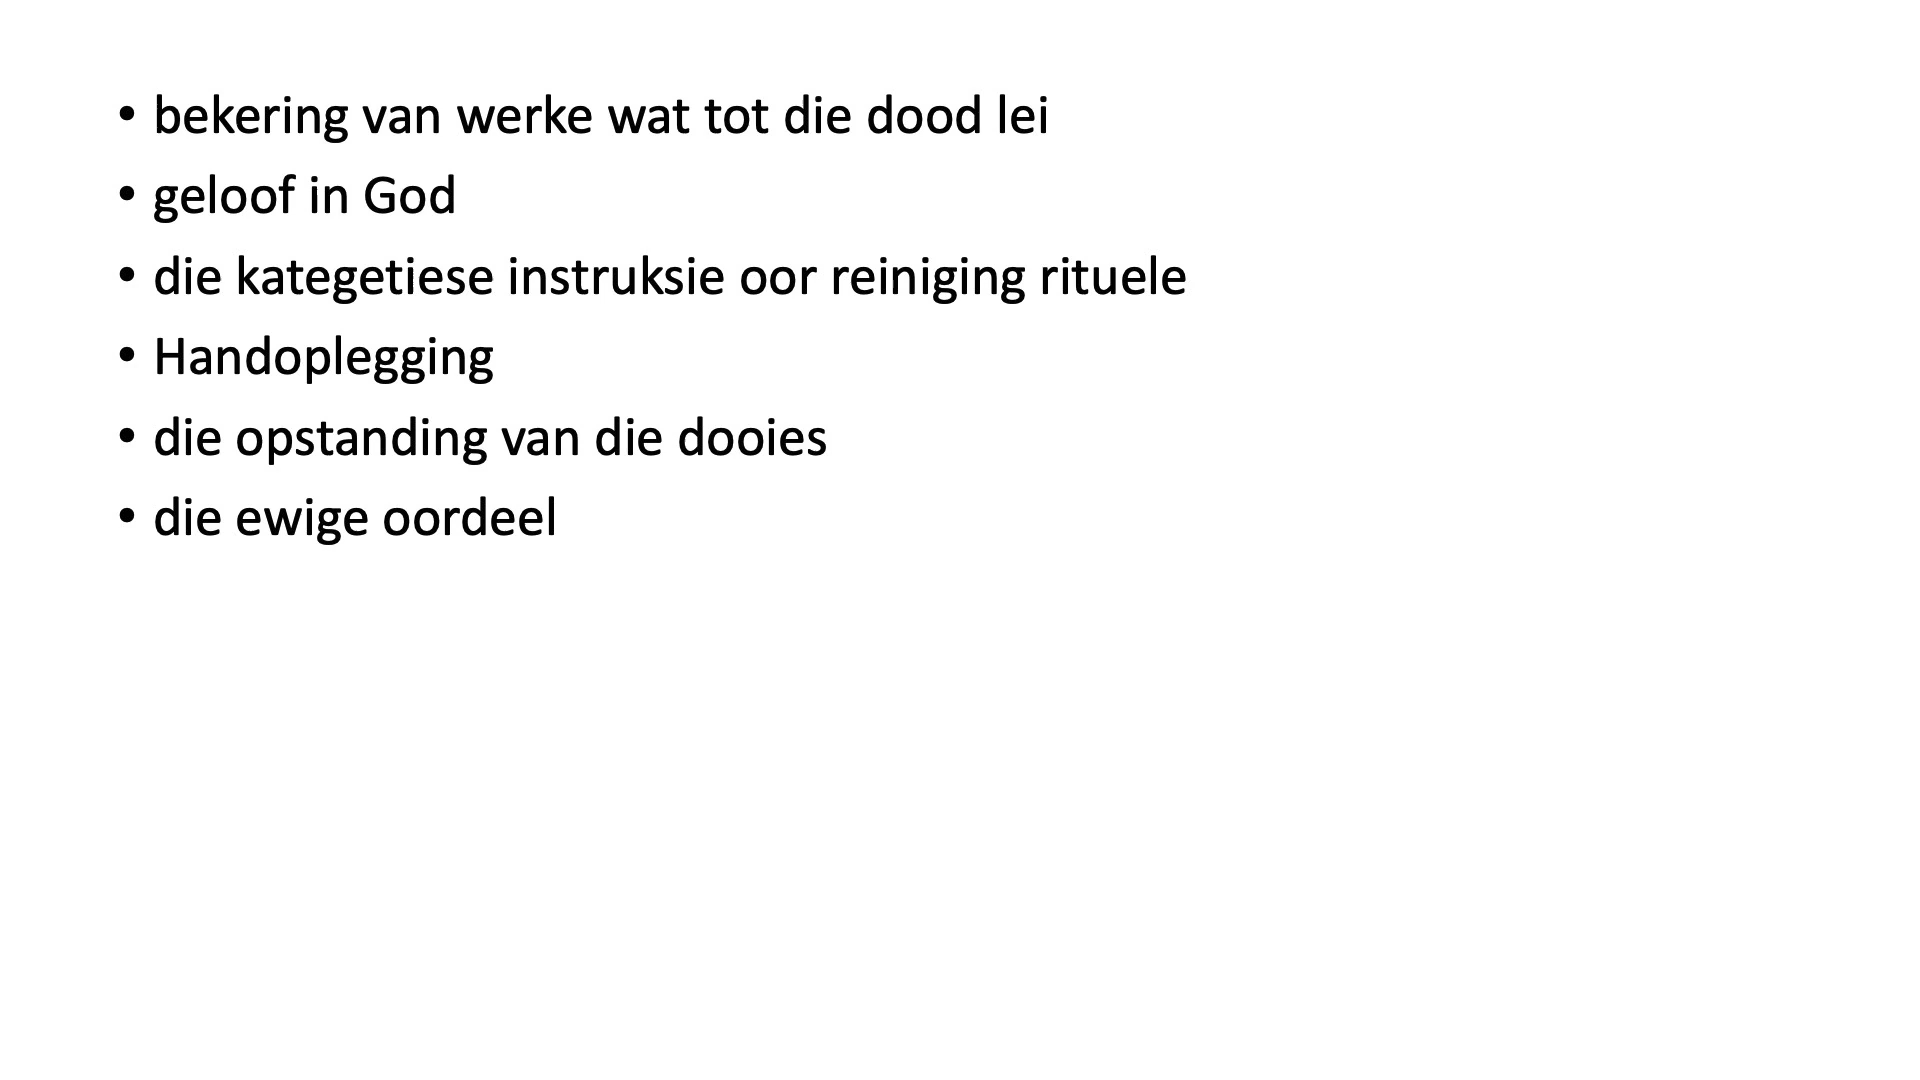 • bekering van werke wat tot die dood lei
• geloof in God
• die kategetiese instruksie oor reiniging rituele
• Handoplegging
• die opstanding van die dooies
• die ewige oordeel